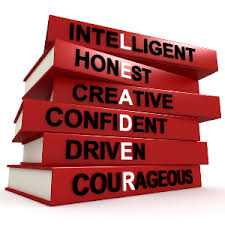 INTELLIGENT
HONEST
CREATIVE
CONFIDENT
DRIVEN
COURAGEOUS